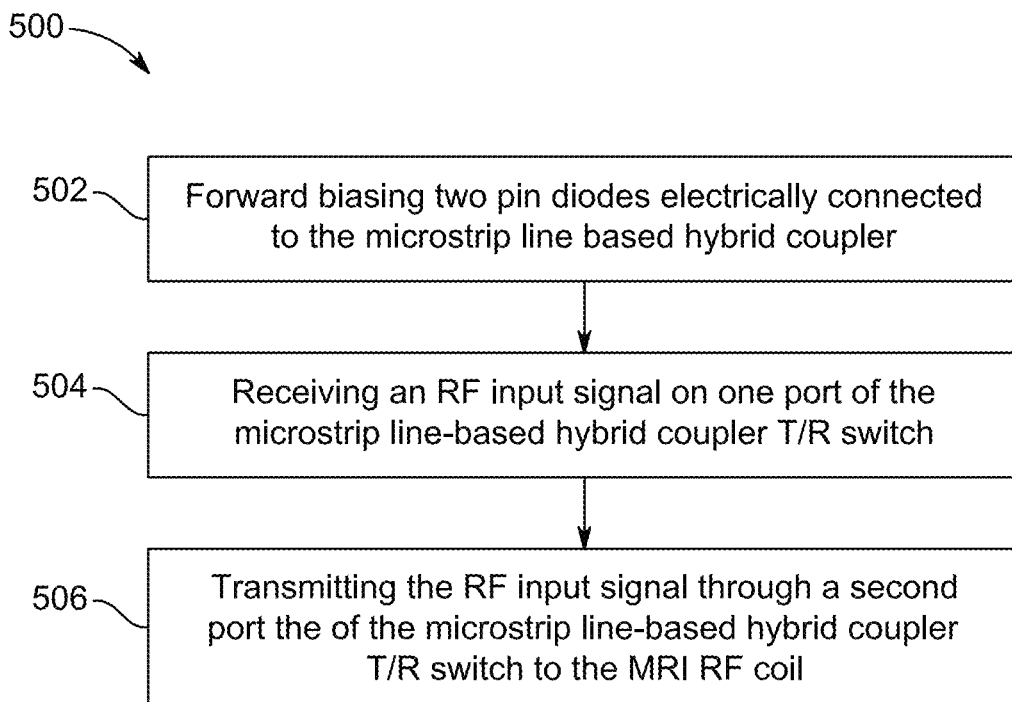 500
502
Forward biasing two pin diodes electrically connected
to the microstrip line based hybrid coupler
504
Receiving an RF input signal on one port of the
microstrip line-based hybrid coupler T/R switch
506
Transmitting the RF input signal through a second
port the of the microstrip line-based hybrid coupler
T/R switch to the MRI RF coil